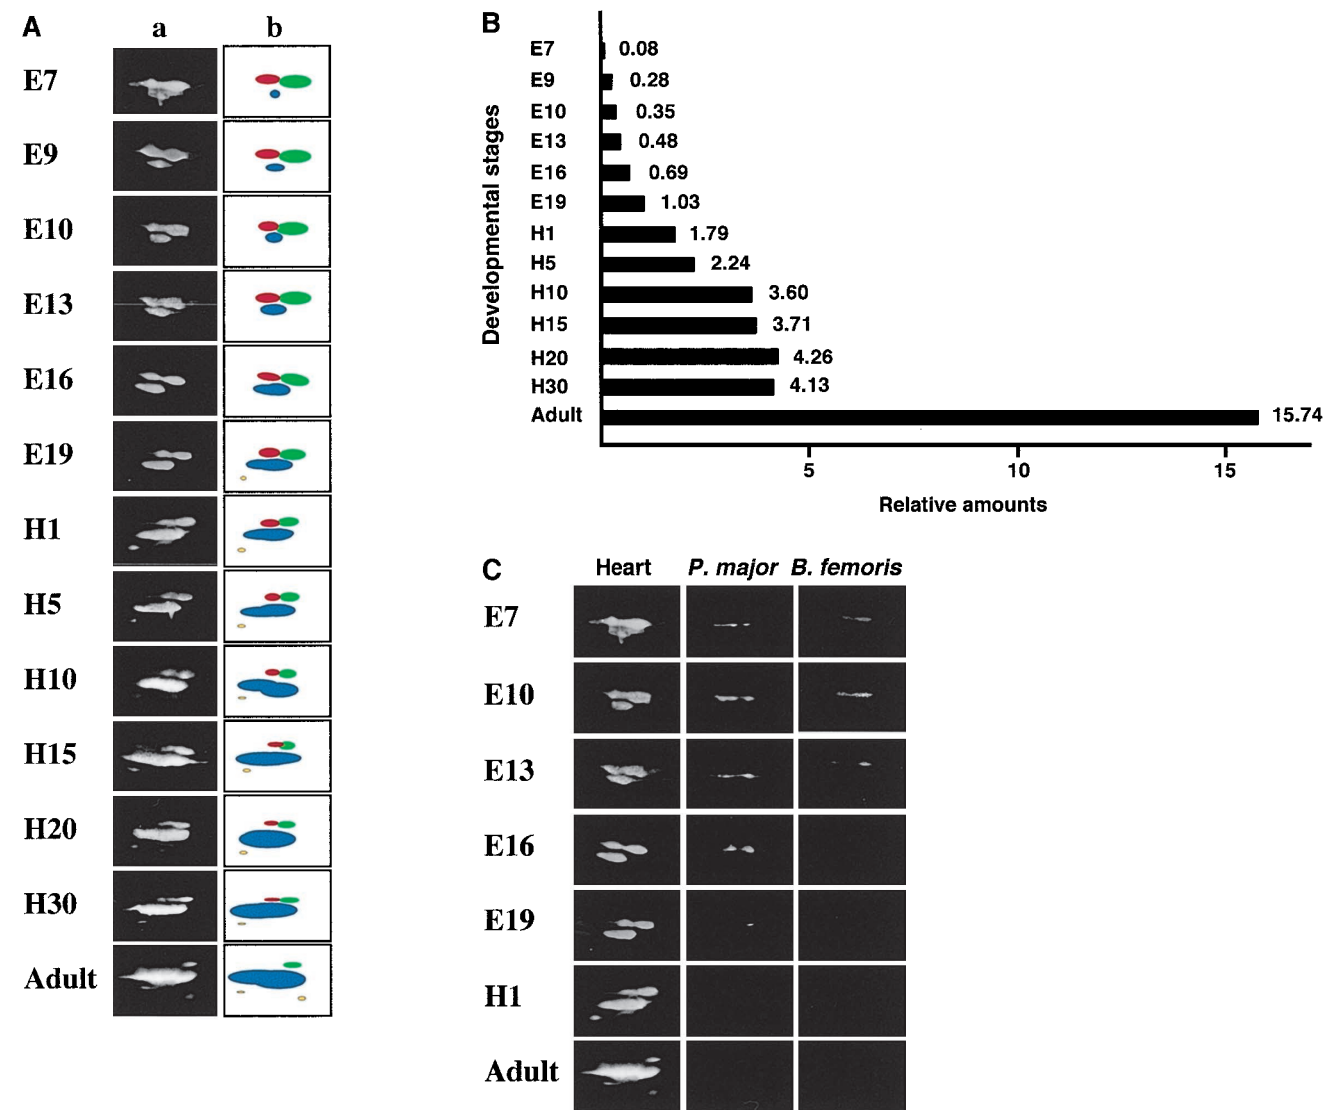 A a b
E7
E9
E10
E13
E16
E19
H1
H5
H10
H15
H20
H30
Adult
B
Developmental stages
E7 0.08
E9 0.28
E10 0.35
E13 0.48
E16 0.69
E19 1.03
H1 1.79
H5 2.24
H10 3.60
H15 3.71
H20 4.26
H30 4.13
Adult 15.74
5 10 15
Relative amounts
C Heart P. major B. femoris
E7
E10
E13
E16
E19
H1
Adult